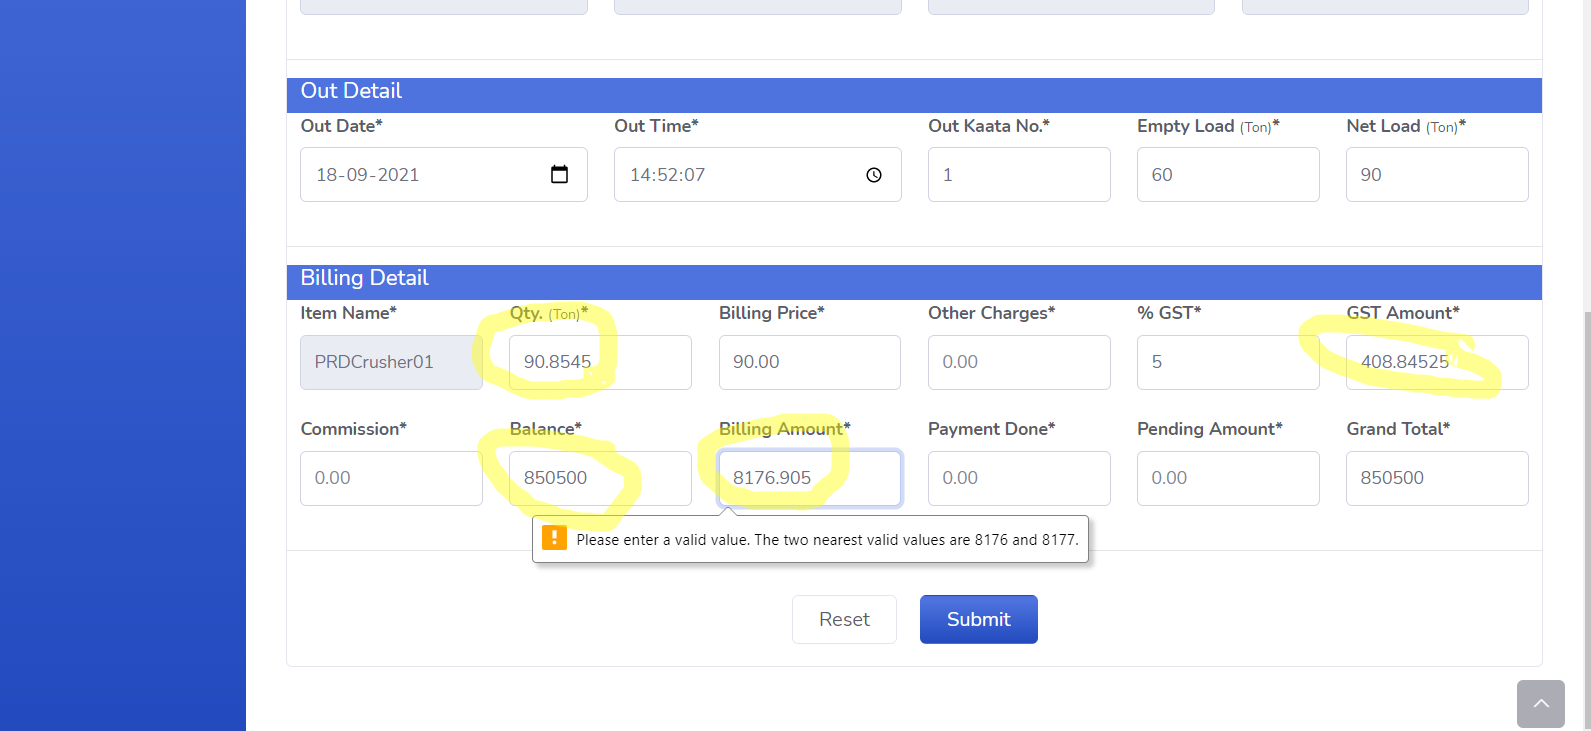 Out Detail
Out Date* Out Time* Out Kaata No.* Empty Load (Ton)* Net Load (Ton)*
18-09-2021 14:52:07 1 60 90
Billing Detail
Item Name* Qty. (Ton)* Billing Price* Other Charges* % GST* GST Amount*
PRDCrusher01 90.8545 90.00 0.00 5 408.84525
Commission* Balance* Billing Amount* Payment Done* Pending Amount* Grand Total*
0.00 850500 8176.905 0.00 0.00 850500
Please enter a valid value. The two nearest valid values are 8176 and 8177.
Reset Submit